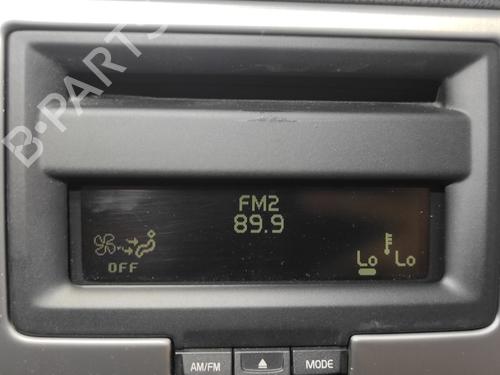 B-PARTS
FM2
89.9
OFF
Lo Lo
AM/FM MODE